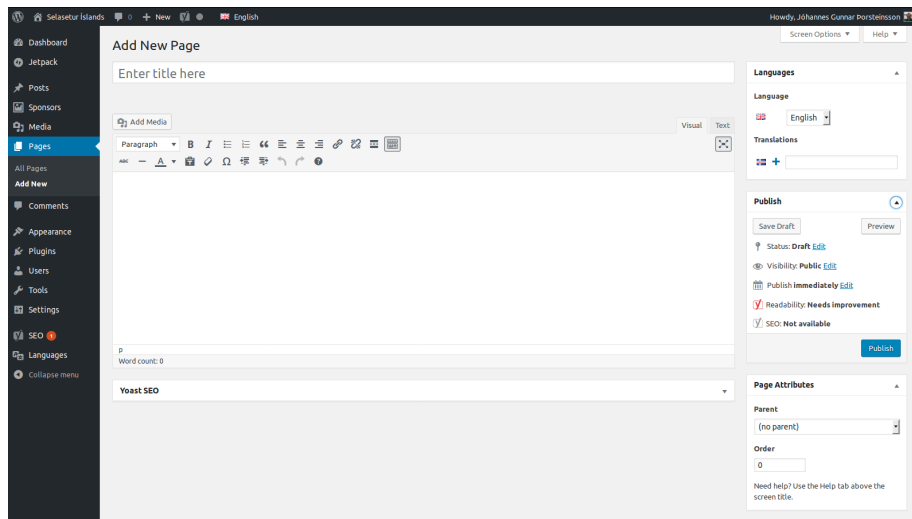 Selasetur Íslands 0 + New English Howdy, Jóhannes Gunnar Þorsteinsson
Screen Options Help
Dashboard
Jetpack
Posts
Sponsors
Media
Pages
All Pages
Add New
Comments
Appearance
Plugins
Users
Tools
Settings
SEO 1
Languages
Collapse menu
Add New Page
Enter title here
Add Media
Visual Text
Paragraph B I
ABC A Ω
p
Word count: 0
Yoast SEO
Languages
Language
English
Translations
Publish
Save Draft Preview
Status: Draft Edit
Visibility: Public Edit
Publish immediately Edit
Readability: Needs improvement
SEO: Not available
Publish
Page Attributes
Parent
(no parent)
Order
0
Need help? Use the Help tab above the
screen title.